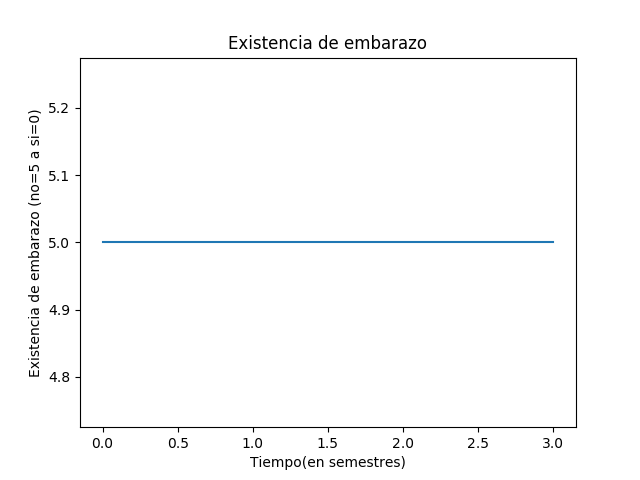 Existencia de embarazo
Existencia de embarazo (no=5 a si=0)
5.2
5.1
5.0
4.9
4.8
0.0 0.5 1.0 1.5 2.0 2.5 3.0
Tiempo(en semestres)